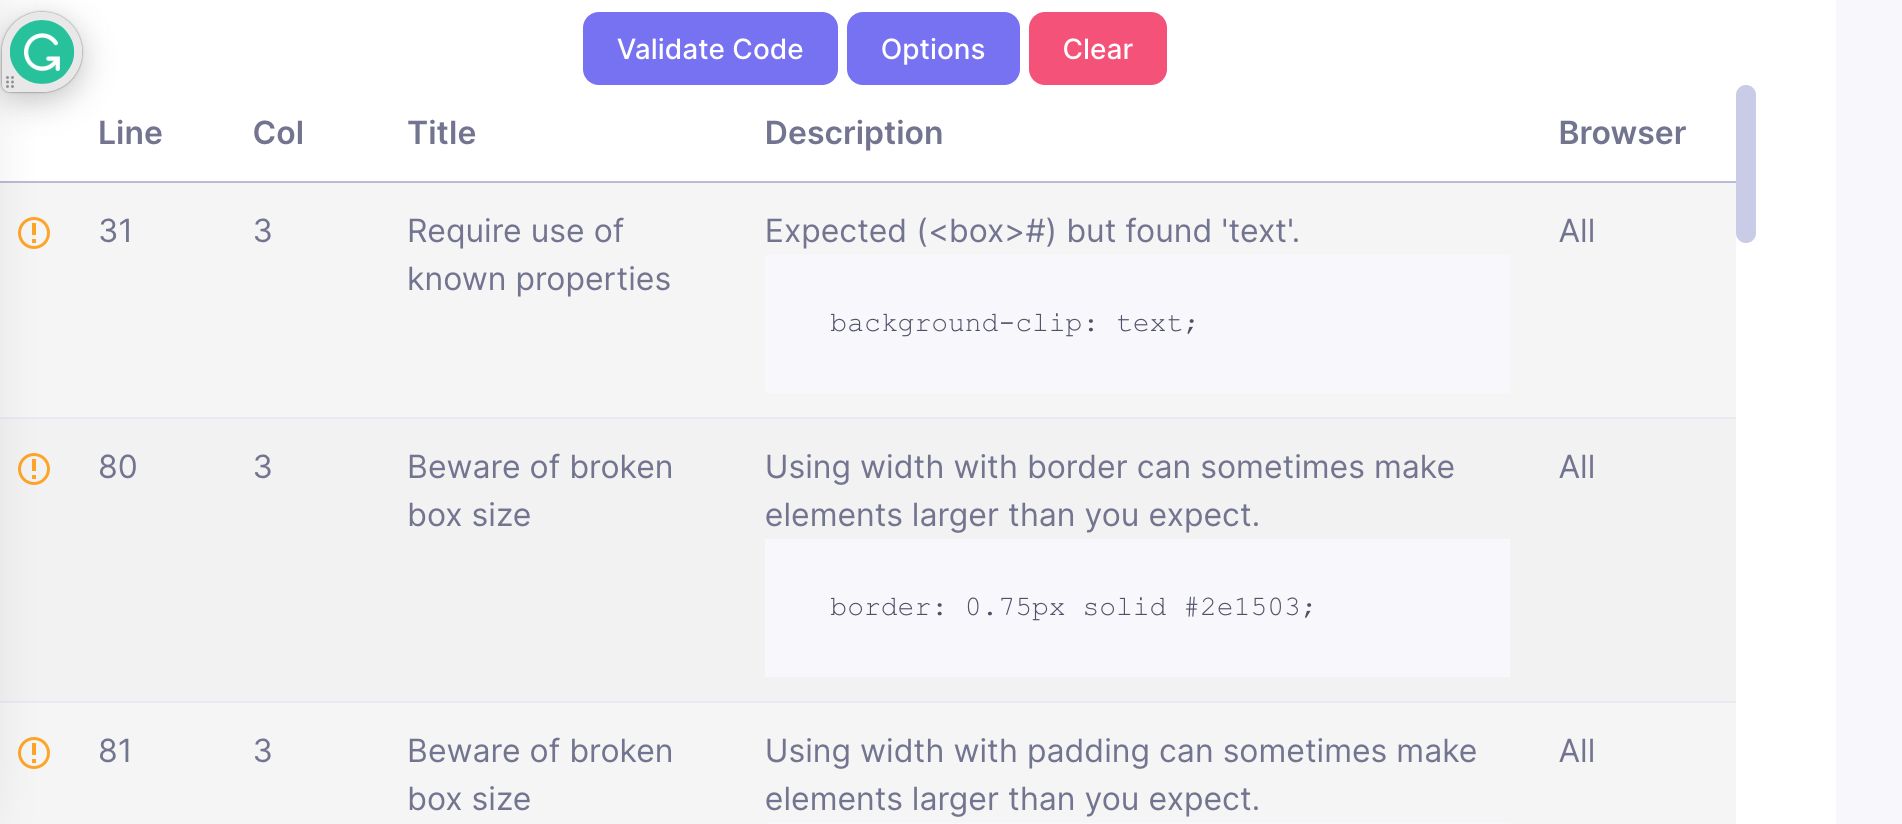 Validate Code Options Clear
Line Col Title Description Browser
31 3 Require use of Expected (<box>#) but found 'text'. All
known properties
background-clip: text;
80 3 Beware of broken Using width with border can sometimes make All
box size elements larger than you expect.
border: 0.75px solid #2e1503;
81 3 Beware of broken Using width with padding can sometimes make All
box size elements larger than you expect.